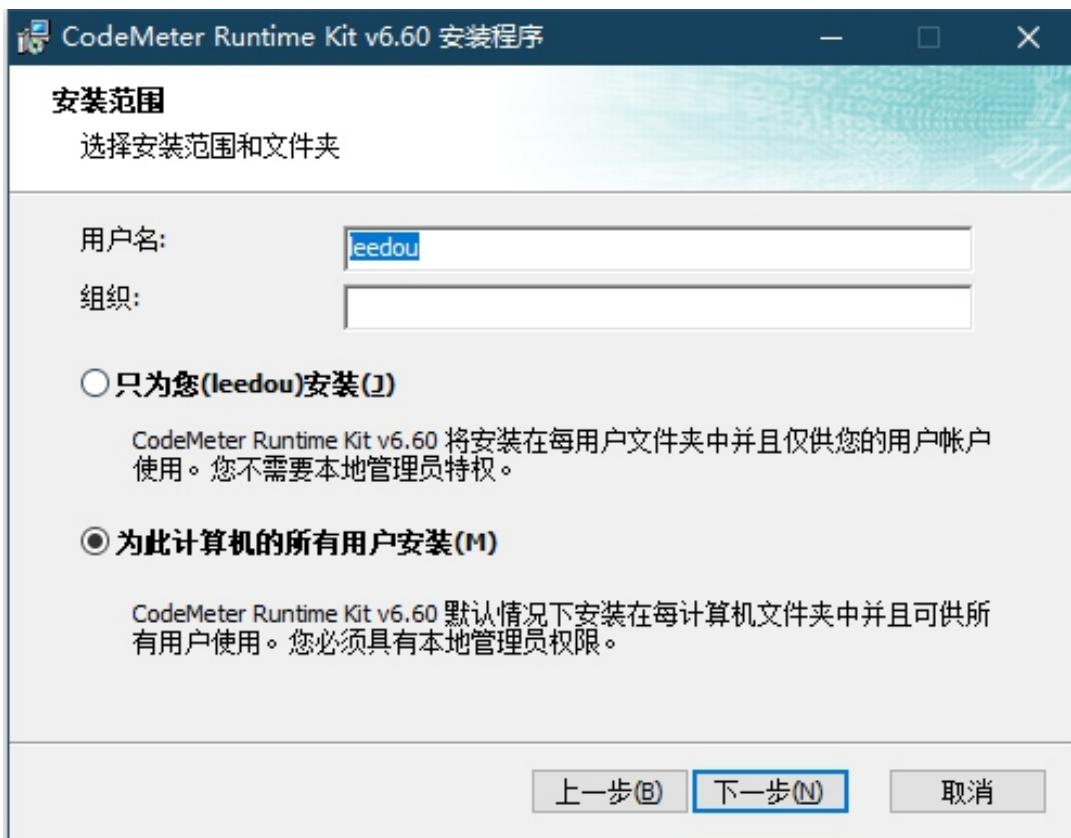 CodeMeter Runtime Kit v6.60 安装程序
安装范围
选择安装范围和文件夹
用户名:
leedou
组织:
只为您(leedou)安装(J)
CodeMeter Runtime Kit v6.60 将安装在每用户文件夹中并且仅供您的用户帐户
使用。您不需要本地管理员特权。
为此计算机的所有用户安装(M)
CodeMeter Runtime Kit v6.60 默认情况下安装在每计算机文件夹中并且可供所
有用户使用。您必须具有本地管理员权限。
上一步(B) 下一步(N) 取消